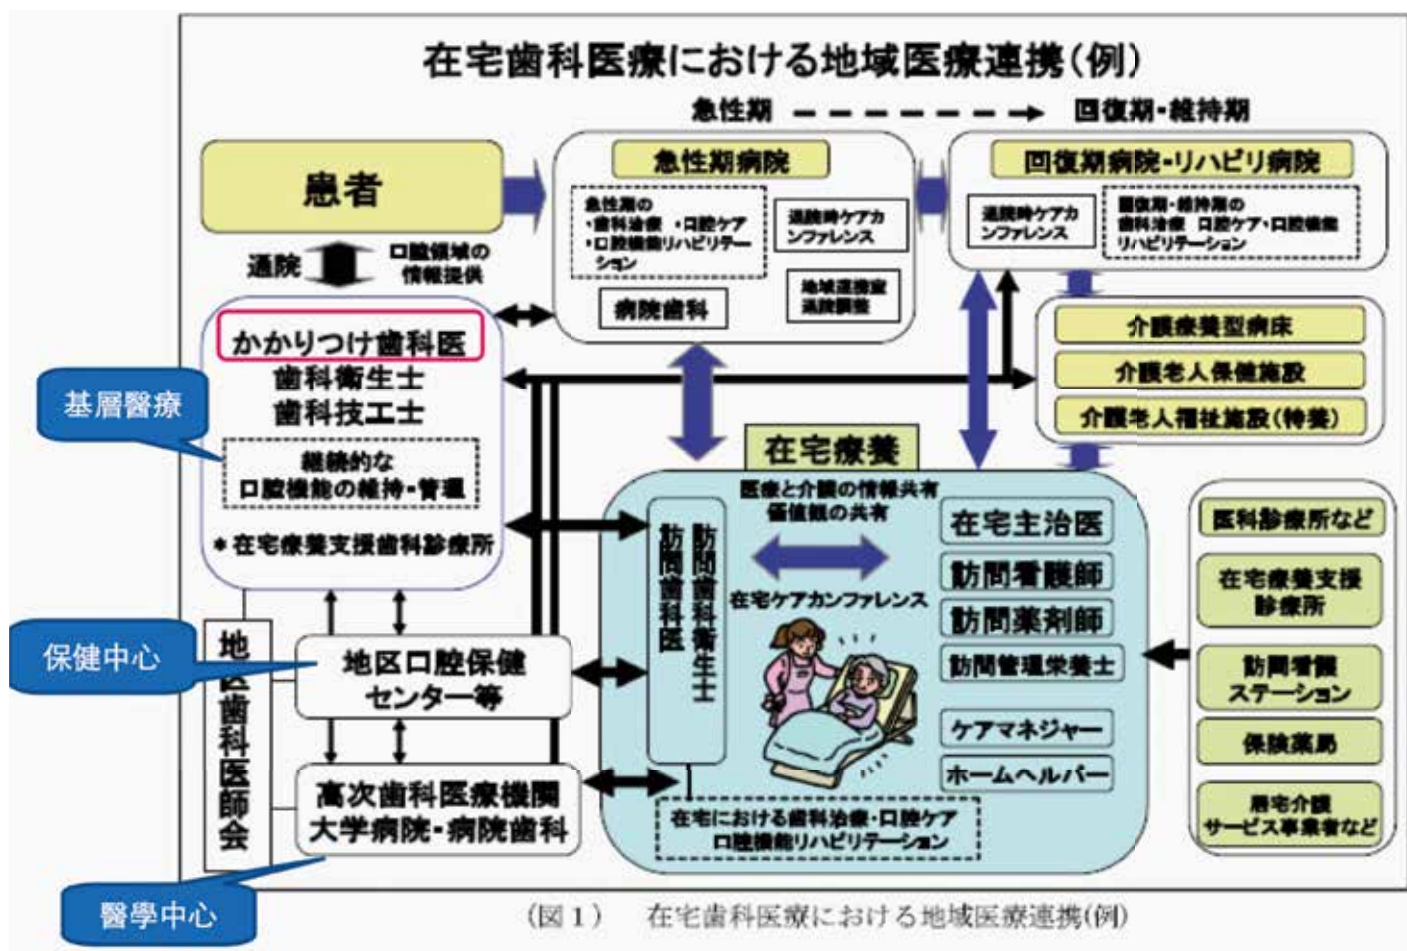 在宅歯科医療における地域医療連携(例)
急性期
回復期・維持期
患者
急性期病院
急性期の
・歯科治療 ・口腔ケア
・口腔機能リハビリテー
ション
退院時ケアカ
ンファレンス
病院歯科
地域連携室
退院調整
回復期病院・リハビリ病院
退院時ケアカ
ンファレンス
回復期・維持期の
歯科治療 口腔ケア・口腔機能
リハビリテーション
通院
口腔領域の
情報提供
かかりつけ歯科医
歯科衛生士
歯科技工士
継続的な
口腔機能の維持・管理
＊在宅療養支援歯科診療所
基層醫療
介護療養型病床
介護老人保健施設
介護老人福祉施設(特養)
在宅療養
医療と介護の情報共有
価値観の共有
訪問歯科衛生士
訪問歯科医
在宅ケアカンファレンス
在宅主治医
訪問看護師
訪問薬剤師
訪問管理栄養士
ケアマネジャー
ホームヘルパー
在宅における歯科治療・口腔ケア
口腔機能リハビリテーション
医科診療所など
在宅療養支援
診療所
訪問看護
ステーション
保険薬局
居宅介護
サービス事業者など
保健中心
地区歯科医師会
地区口腔保健
センター等
高次歯科医療機関
大学病院・病院歯科
醫學中心
(図1) 在宅歯科医療における地域医療連携(例)